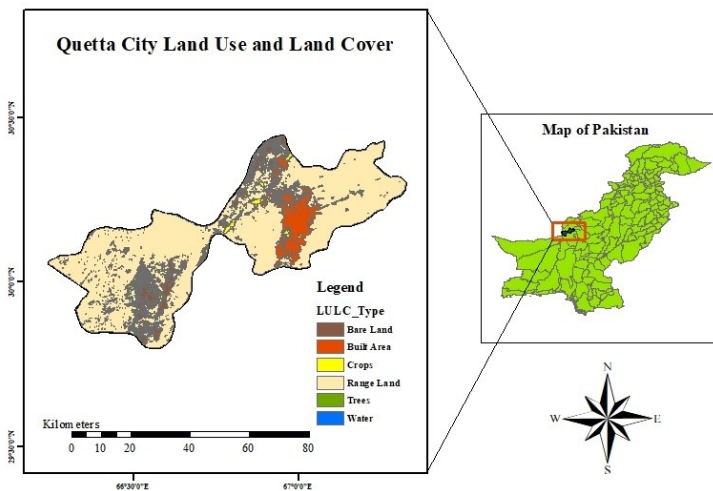 Quetta City Land Use and Land Cover
30°30'0"N
30°0'0"N
29°30'0"N
66°30'0"E
67°0'0"E
Legend
LULC_Type
Bare Land
Built Area
Crops
Range Land
Trees
Water
Kilometers
0 5 10 20 40 60 80
Map of Pakistan
N
W
E
S